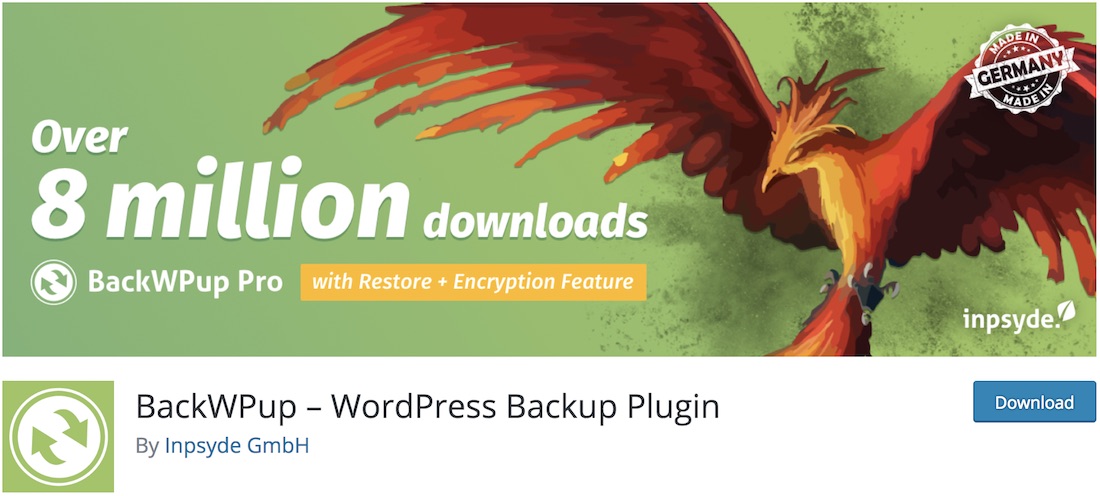 Over
8 million downloads
BackWPup Pro
with Restore + Encryption Feature
MADE IN
GERMANY
MADE IN
inpsyde.
BackWPup – WordPress Backup Plugin
By Inpsyde GmbH
Download